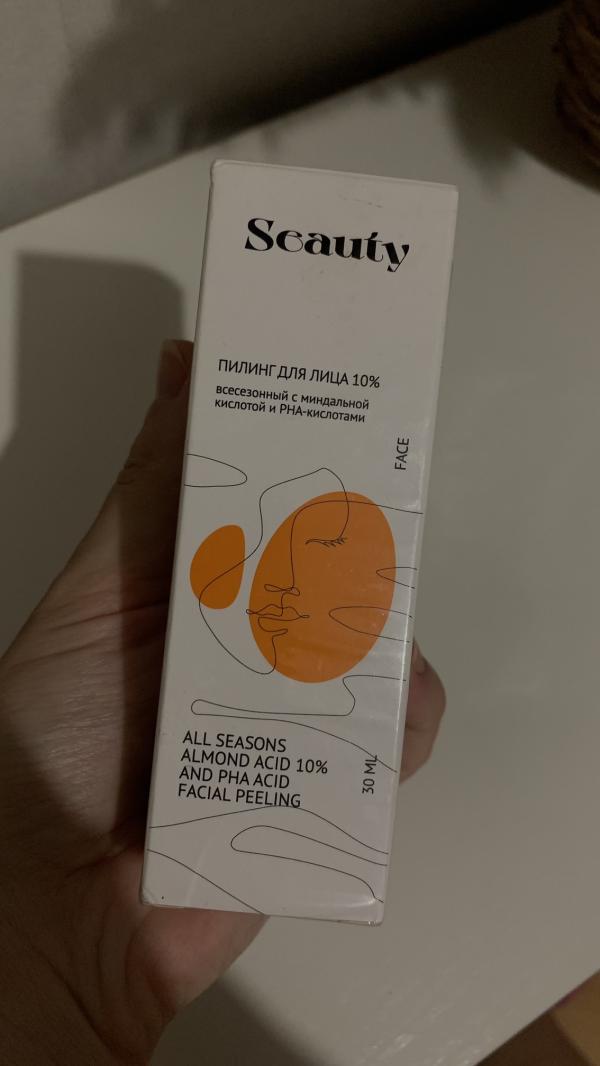 Seauty
ПИЛИНГ ДЛЯ ЛИЦА 10%
всесезонный с миндальной
кислотой и PHA-кислотами
FACE
ALL SEASONS
ALMOND ACID 10%
AND PHA ACID
FACIAL PEELING
30 ML